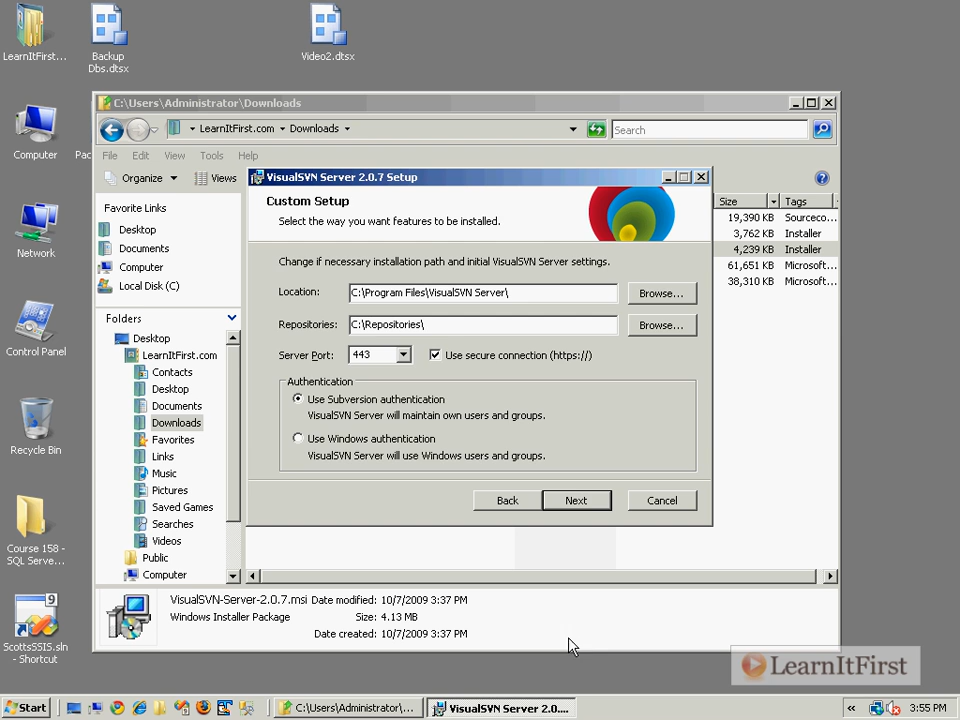 LearnItFirst...
Backup
Dbs.dtsx
Video2.dtsx
Computer
Pac
Network
Control Panel
Recycle Bin
Course 158 -
SQL Serve...
ScottsSSIS.sln
- Shortcut
C:\Users\Administrator\Downloads
LearnItFirst.com Downloads
Search
File Edit View Tools Help
Organize Views
Favorite Links
Desktop
Documents
Computer
Local Disk (C)
Folders
Desktop
LearnItFirst.com
Contacts
Desktop
Documents
Downloads
Favorites
Links
Music
Pictures
Saved Games
Searches
Videos
Public
Computer
Size Tags
19,390 KB Sourceco...
3,762 KB Installer
4,239 KB Installer
61,651 KB Microsoft...
38,310 KB Microsoft...
VisualSVN Server 2.0.7 Setup
Custom Setup
Select the way you want features to be installed.
Change if necessary installation path and initial VisualSVN Server settings.
Location: C:\Program Files\VisualSVN Server\ Browse...
Repositories: C:\Repositories\ Browse...
Server Port: 443 Use secure connection (https://)
Authentication
Use Subversion authentication
VisualSVN Server will maintain own users and groups.
Use Windows authentication
VisualSVN Server will use Windows users and groups.
Back Next Cancel
VisualSVN-Server-2.0.7.msi Date modified: 10/7/2009 3:37 PM
Windows Installer Package Size: 4.13 MB
Date created: 10/7/2009 3:37 PM
LearnItFirst
Start C:\Users\Administrator\... VisualSVN Server 2.0.... « 3:55 PM